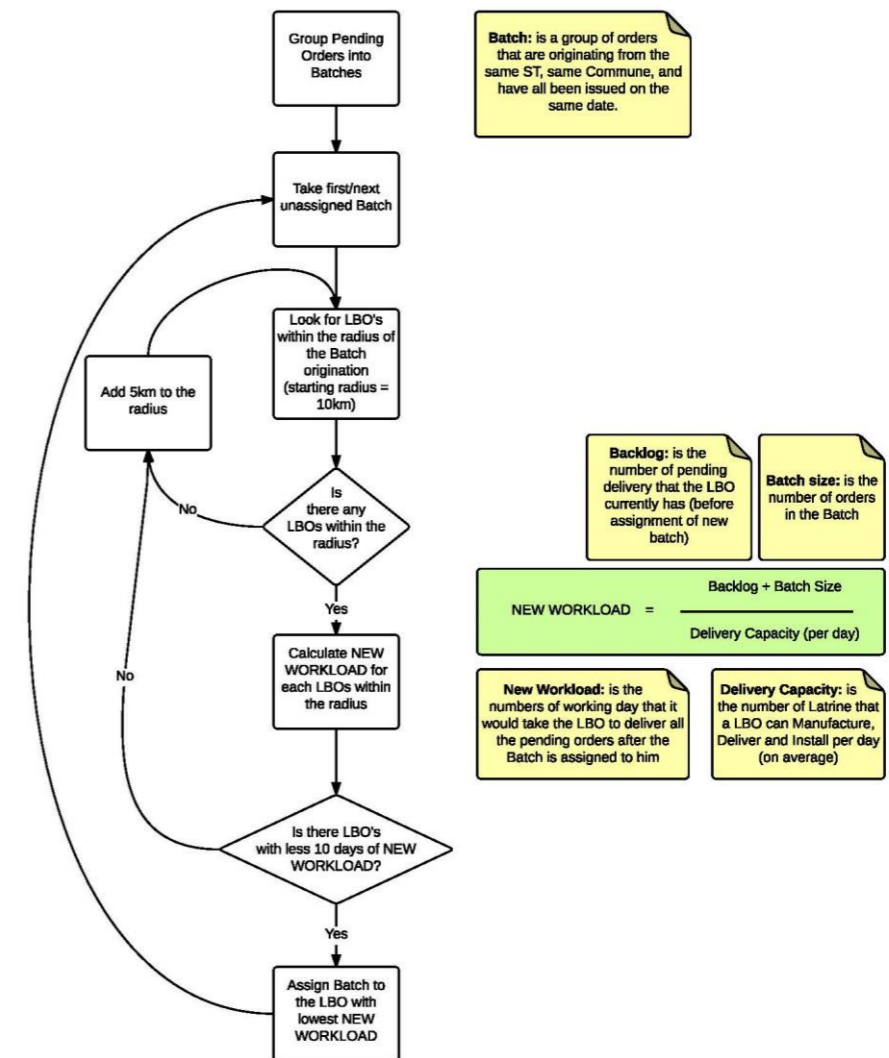 Group Pending
Orders into
Batches
Batch: is a group of orders
that are originating from the
same ST, same Commune, and
have all been issued on the
same date.
Take first/next
unassigned Batch
Look for LBO's
within the radius of
the Batch
origination
(starting radius =
10km)
Add 5km to the
radius
Is
there any
LBOs within the
radius?
No
Yes
Backlog: is the
number of pending
delivery that the LBO
currently has (before
assignment of new
batch)
Batch size: is the
number of orders
in the Batch
NEW WORKLOAD =
Backlog + Batch Size
Delivery Capacity (per day)
Calculate NEW
WORKLOAD for
each LBOs within
the radius
New Workload: is the
numbers of working day that it
would take the LBO to deliver all
the pending orders after the
Batch is assigned to him
Delivery Capacity: is
the number of Latrine that
a LBO can Manufacture,
Deliver and Install per day
(on average)
No
Is there LBO's
with less 10 days of NEW
WORKLOAD?
Yes
Assign Batch to
the LBO with
lowest NEW
WORKLOAD